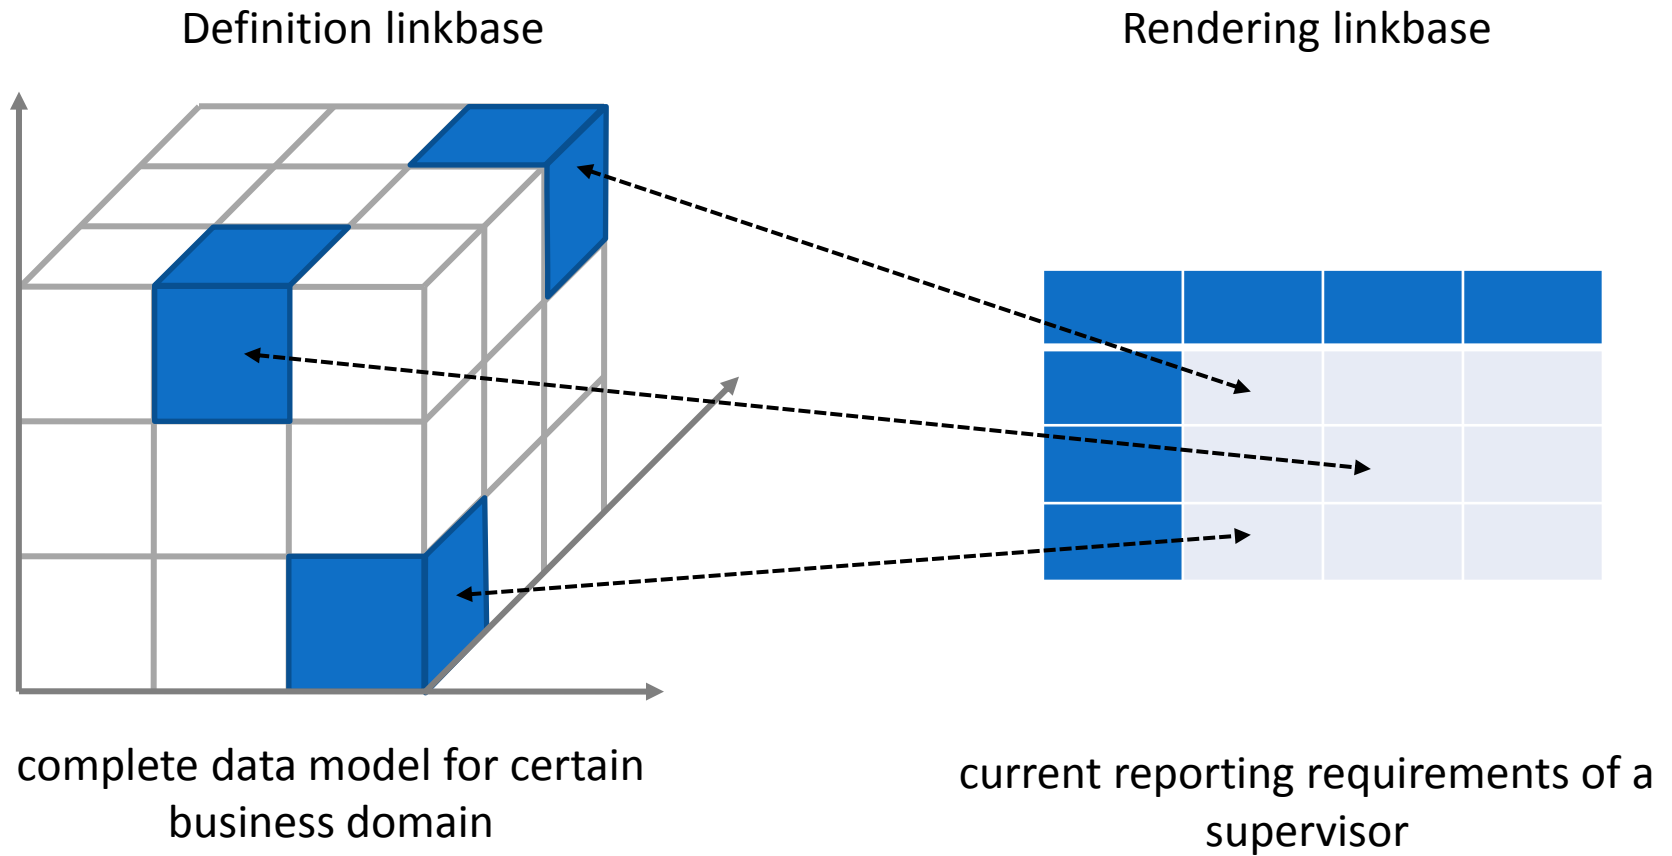 Definition linkbase
Rendering linkbase
complete data model for certain
business domain
current reporting requirements of a
supervisor